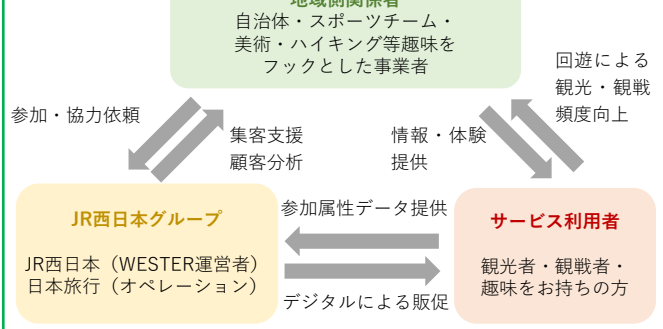 地域側関係者
自治体・スポーツチーム・
美術・ハイキング等趣味を
フックとした事業者
回遊による
観光・観戦
頻度向上
参加・協力依頼
集客支援
顧客分析
情報・体験
提供
JR西日本グループ
JR西日本（WESTER運営者）
日本旅行（オペレーション）
参加属性データ提供
デジタルによる販促
サービス利用者
観光者・観戦者・
趣味をお持ちの方